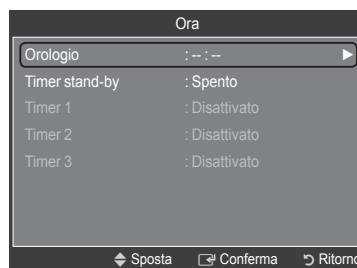 Ora
Orologio : -- : --
Timer stand-by : Spento
Timer 1 : Disattivato
Timer 2 : Disattivato
Timer 3 : Disattivato
Sposta Conferma Ritorno